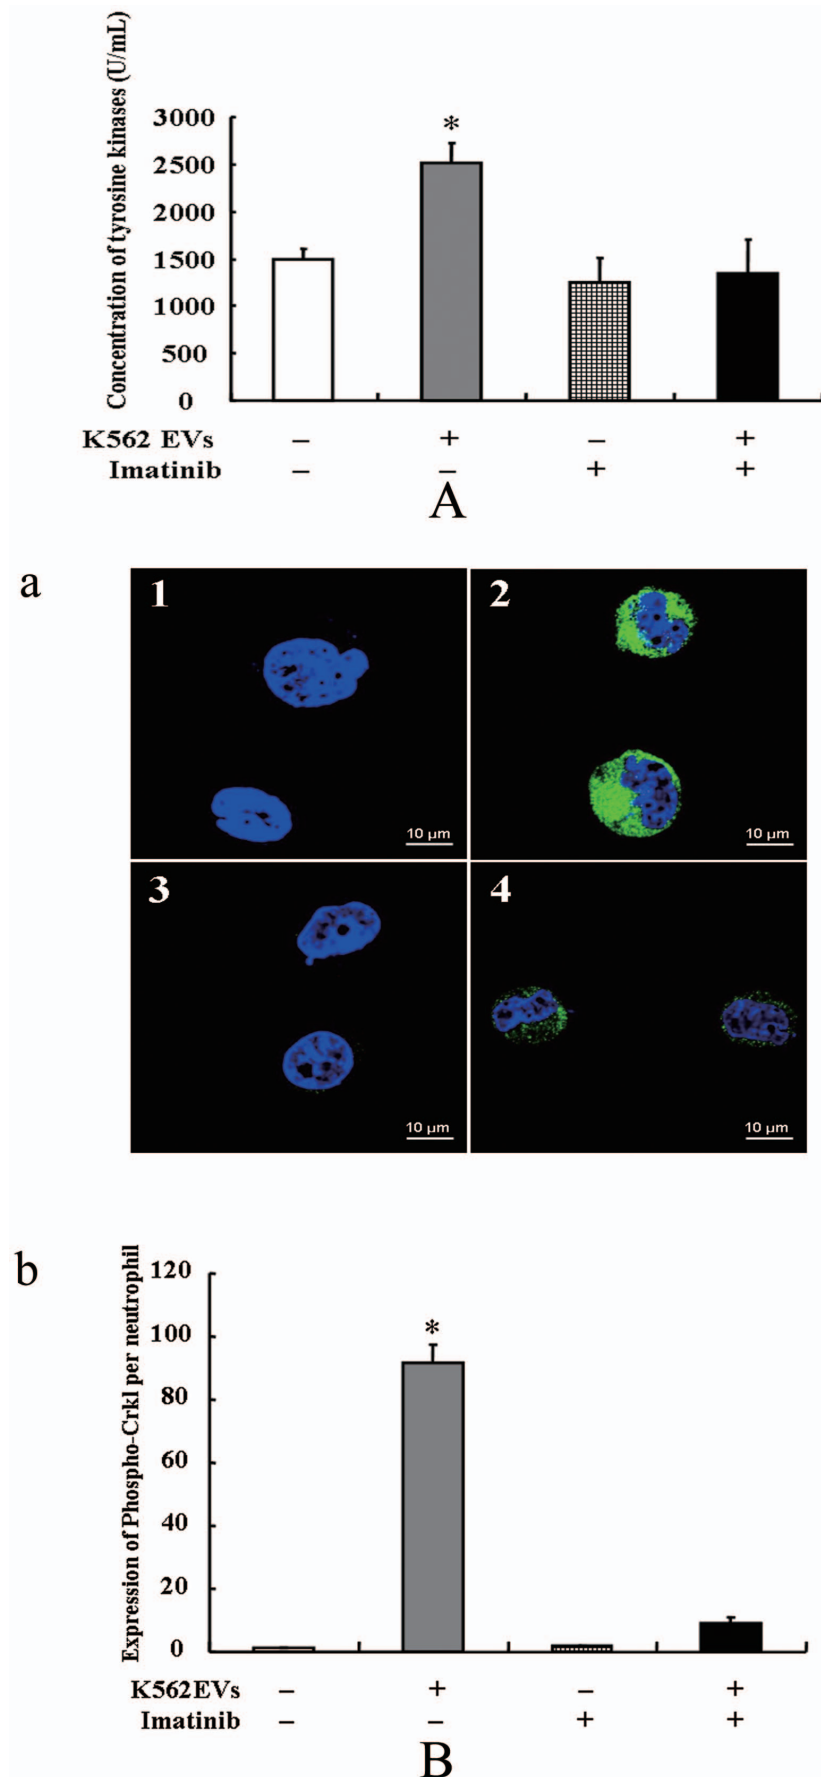 Concentration of tyrosine kinases (U/mL)
3000
2500
2000
1500
1000
500
0
*
K562 EVs – + – +
Imatinib – – + +
A
a
1
10 µm
2
10 µm
3
10 µm
4
10 µm
b
Expression of Phospho-Crkl per neutrophil
120
100
80
60
40
20
0
*
K562EVs – + – +
Imatinib – – + +
B